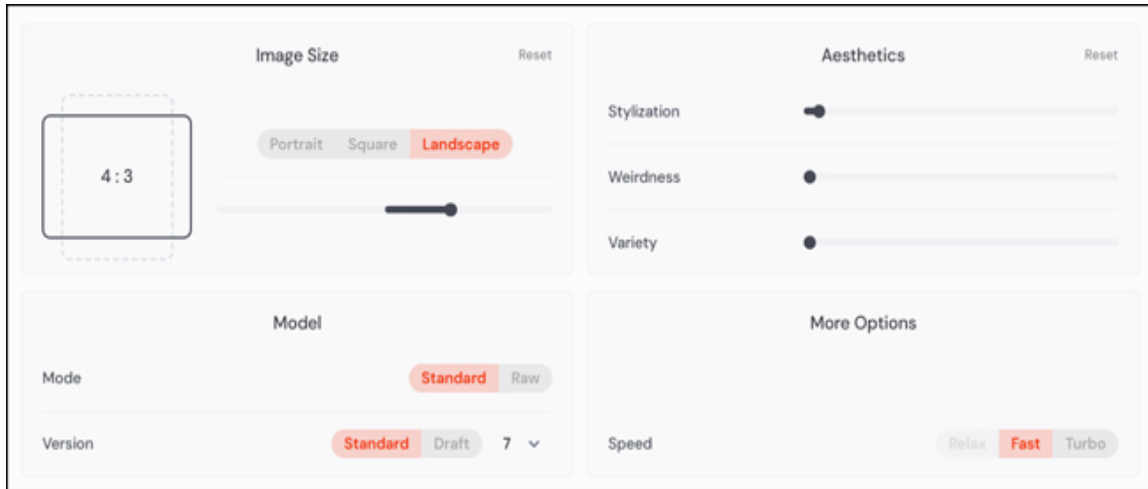 Image Size Reset
4:3
Portrait Square Landscape
Aesthetics Reset
Stylization
Weirdness
Variety
Model
Mode Standard Raw
Version Standard Draft 7
More Options
Speed Relax Fast Turbo